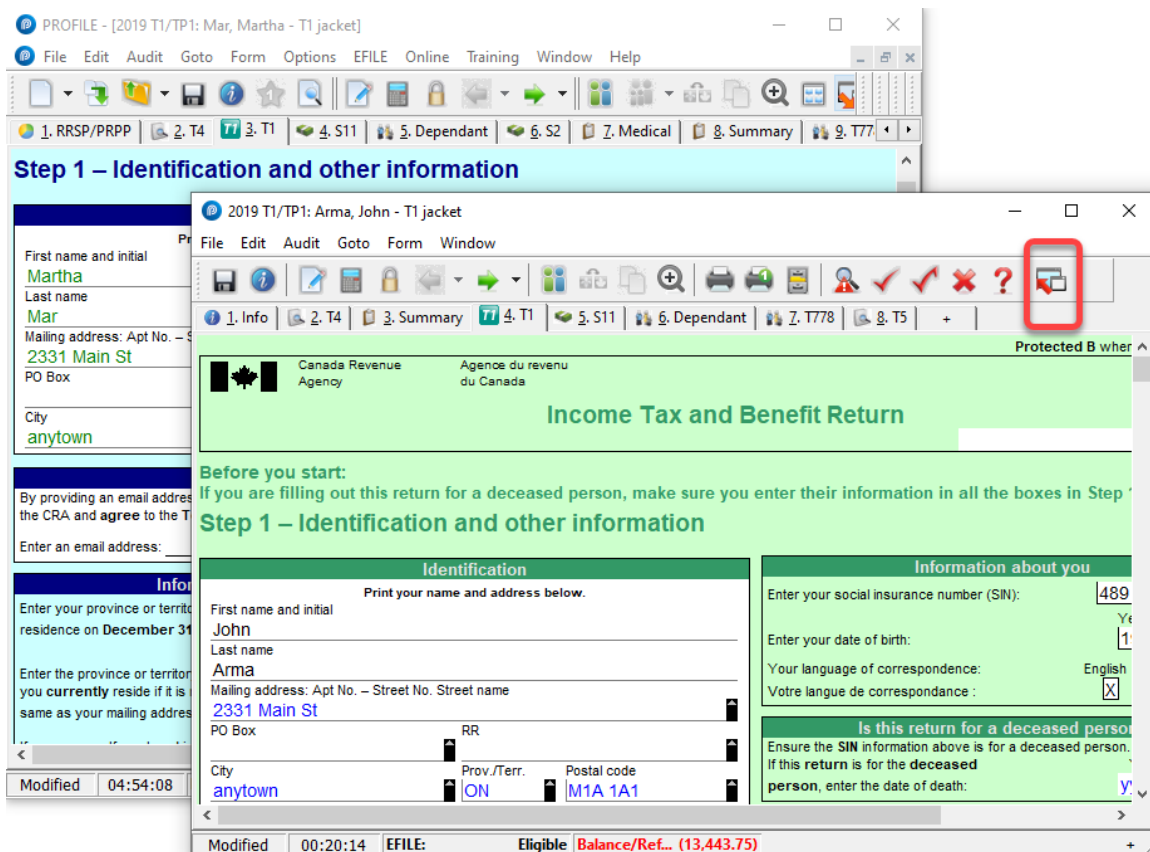 PROFILE - [2019 T1/TP1: Mar, Martha - T1 jacket]
File Edit Audit Goto Form Options EFILE Online Training Window Help
1. RRSP/PRPP 2. T4 3. T1 4. S11 5. Dependant 6. S2 7. Medical 8. Summary 9. T77
Step 1 – Identification and other information
First name and initial
Martha
Last name
Mar
Mailing address: Apt No. –
2331 Main St
PO Box
City
anytown
By providing an email addres
the CRA and agree to the T
Enter an email address:
Infor
Enter your province or territo
residence on December 31
Enter the province or territor
you currently reside if it is
same as your mailing addres
Modified 04:54:08
2019 T1/TP1: Arma, John - T1 jacket
File Edit Audit Goto Form Window
1. Info 2. T4 3. Summary 4. T1 5. S11 6. Dependant 7. T778 8. T5 +
Protected B wher
Canada Revenue Agence du revenu
Agency du Canada
Income Tax and Benefit Return
Before you start:
If you are filling out this return for a deceased person, make sure you enter their information in all the boxes in Step
Step 1 – Identification and other information
Identification
Print your name and address below.
First name and initial
John
Last name
Arma
Mailing address: Apt No. – Street No. Street name
2331 Main St
PO Box RR
City Prov./Terr. Postal code
anytown ON M1A 1A1
Information about you
Enter your social insurance number (SIN): 489
Ye
Enter your date of birth: 1
Your language of correspondence: English
Votre langue de correspondance : X
Is this return for a deceased person
Ensure the SIN information above is for a deceased person.
If this return is for the deceased
person, enter the date of death: yy
Modified 00:20:14 EFILE: Eligible Balance/Ref... (13,443.75) +